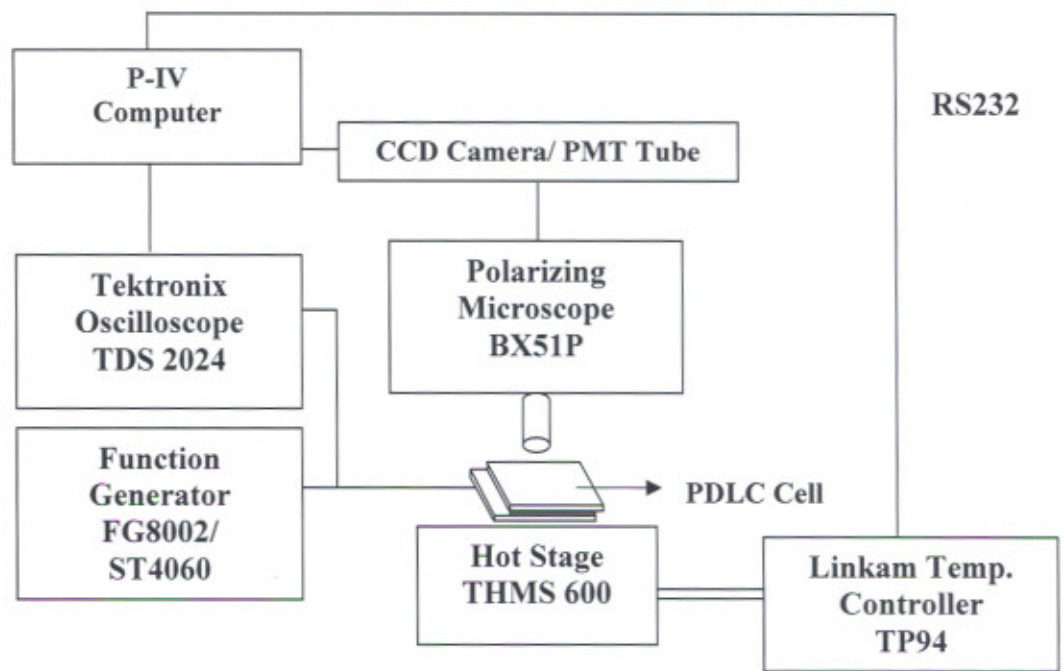 P-IV
Computer
RS232
CCD Camera/ PMT Tube
Tektronix
Oscilloscope
TDS 2024
Polarizing
Microscope
BX51P
Function
Generator
FG8002/
ST4060
PDLC Cell
Hot Stage
THMS 600
Linkam Temp.
Controller
TP94